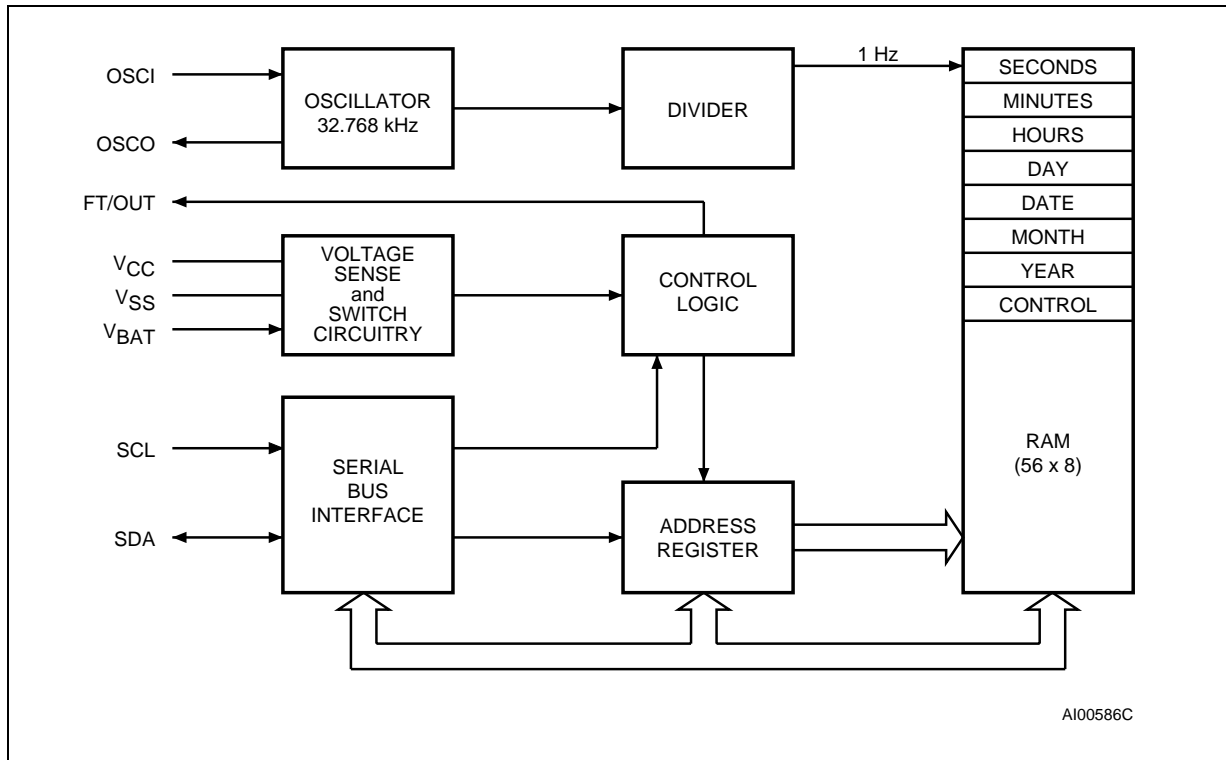 OSCI
OSCO
FT/OUT
VCC
VSS
VBAT
SCL
SDA
OSCILLATOR
32.768 kHz
VOLTAGE
SENSE
and
SWITCH
CIRCUITRY
SERIAL
BUS
INTERFACE
DIVIDER
CONTROL
LOGIC
ADDRESS
REGISTER
1 Hz
SECONDS
MINUTES
HOURS
DAY
DATE
MONTH
YEAR
CONTROL
RAM
(56 x 8)
AI00586C